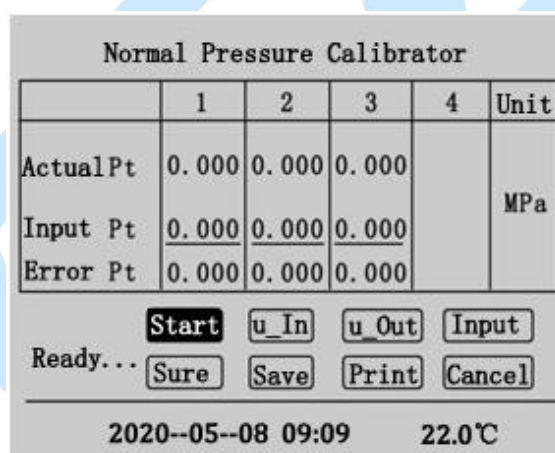 Normal Pressure Calibrator
1 2 3 4 Unit
ActualPt 0.000 0.000 0.000
MPa
Input Pt 0.000 0.000 0.000
Error Pt 0.000 0.000 0.000
Start u_In u_Out Input
Ready...
Sure Save Print Cancel
2020--05--08 09:09 22.0℃